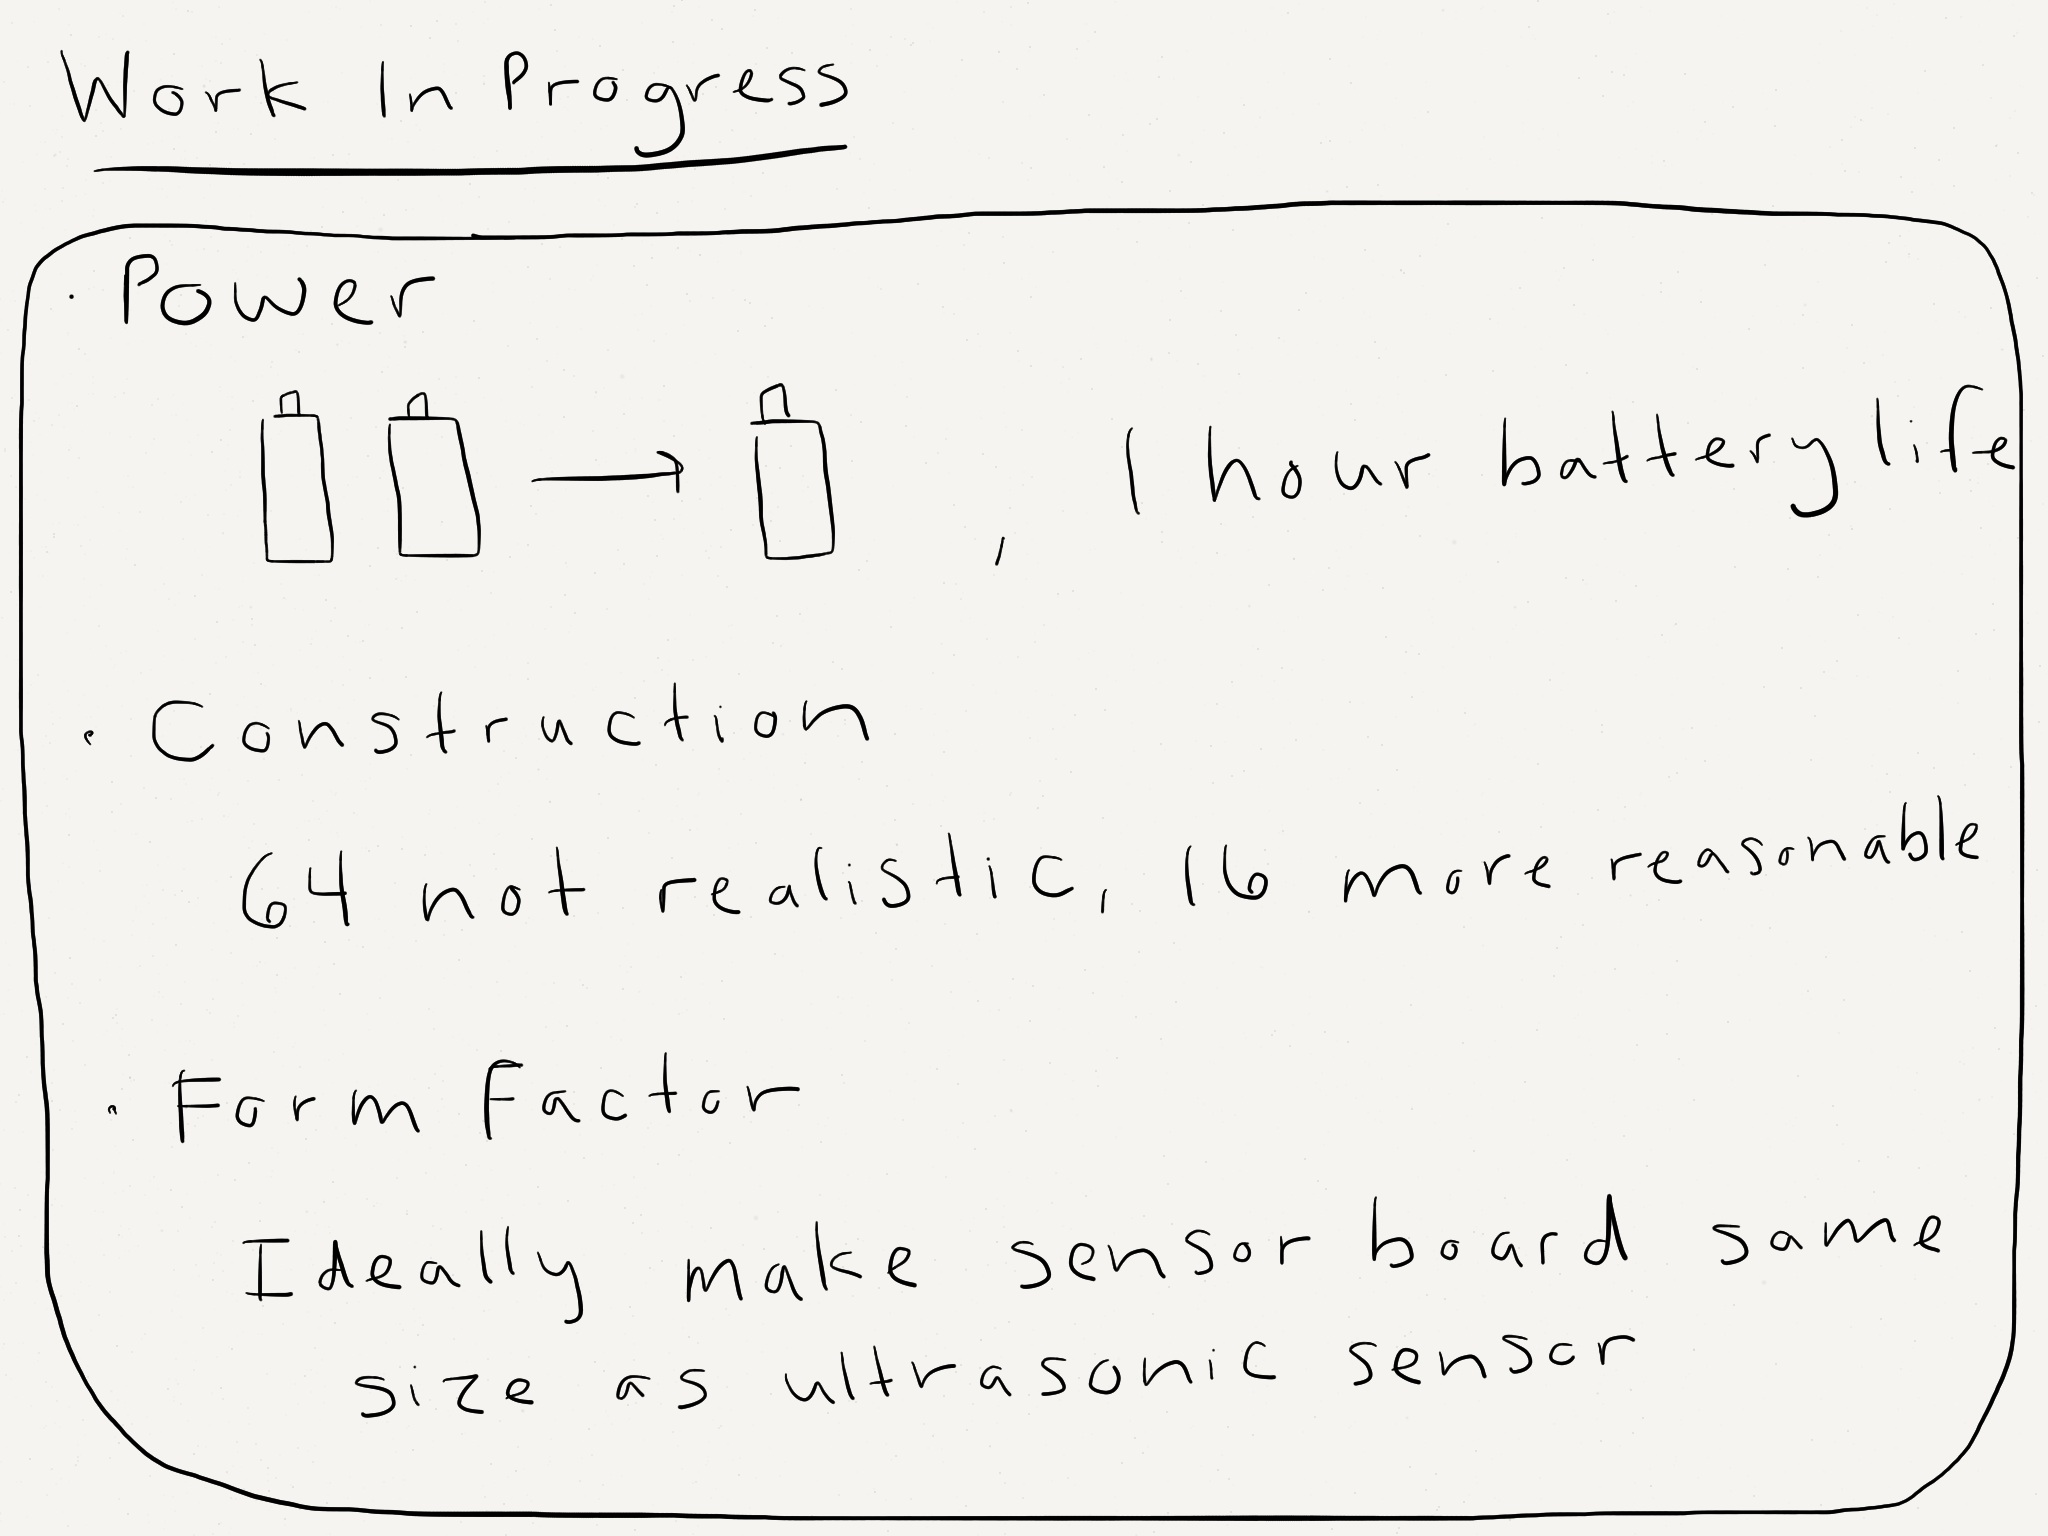 Work In Progress
· Power
, 1 hour battery life
· Construction
64 not realistic, 16 more reasonable
· Form Factor
Ideally make sensor board same
size as ultrasonic sensor